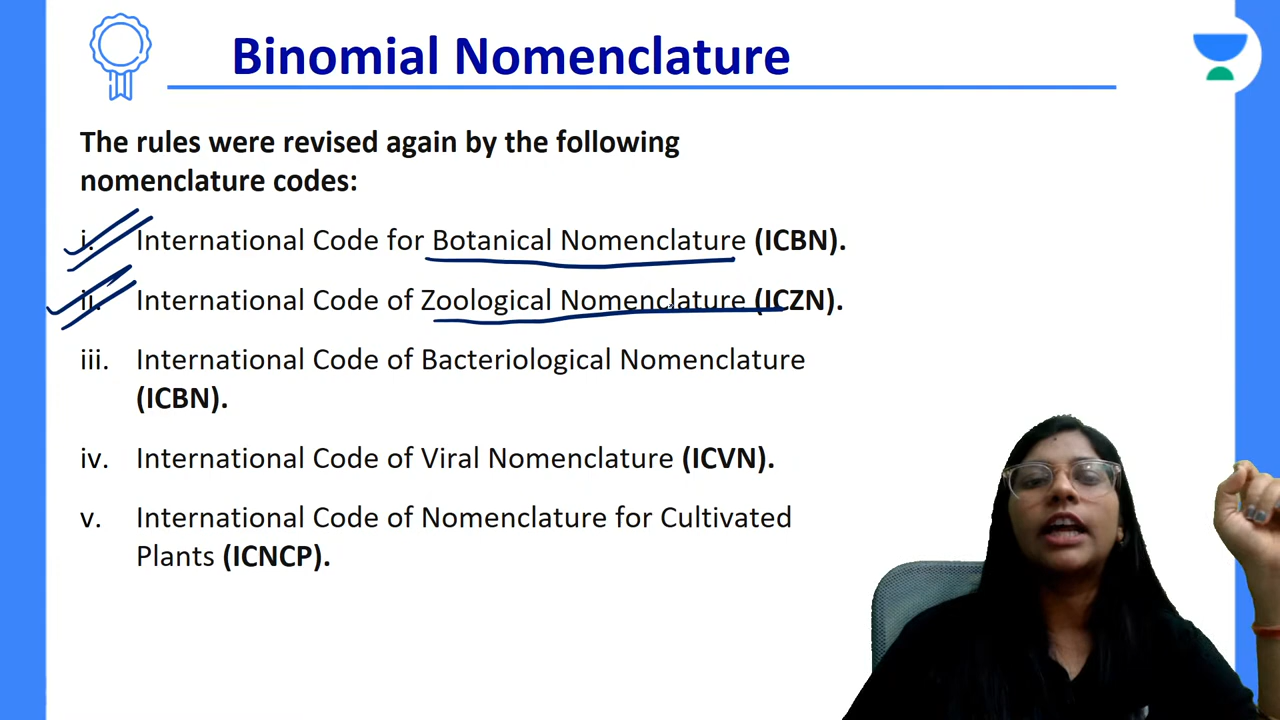 Binomial Nomenclature
The rules were revised again by the following
nomenclature codes:
i. International Code for Botanical Nomenclature (ICBN).
ii. International Code of Zoological Nomenclature (ICZN).
iii. International Code of Bacteriological Nomenclature
(ICBN).
iv. International Code of Viral Nomenclature (ICVN).
v. International Code of Nomenclature for Cultivated
Plants (ICNCP).